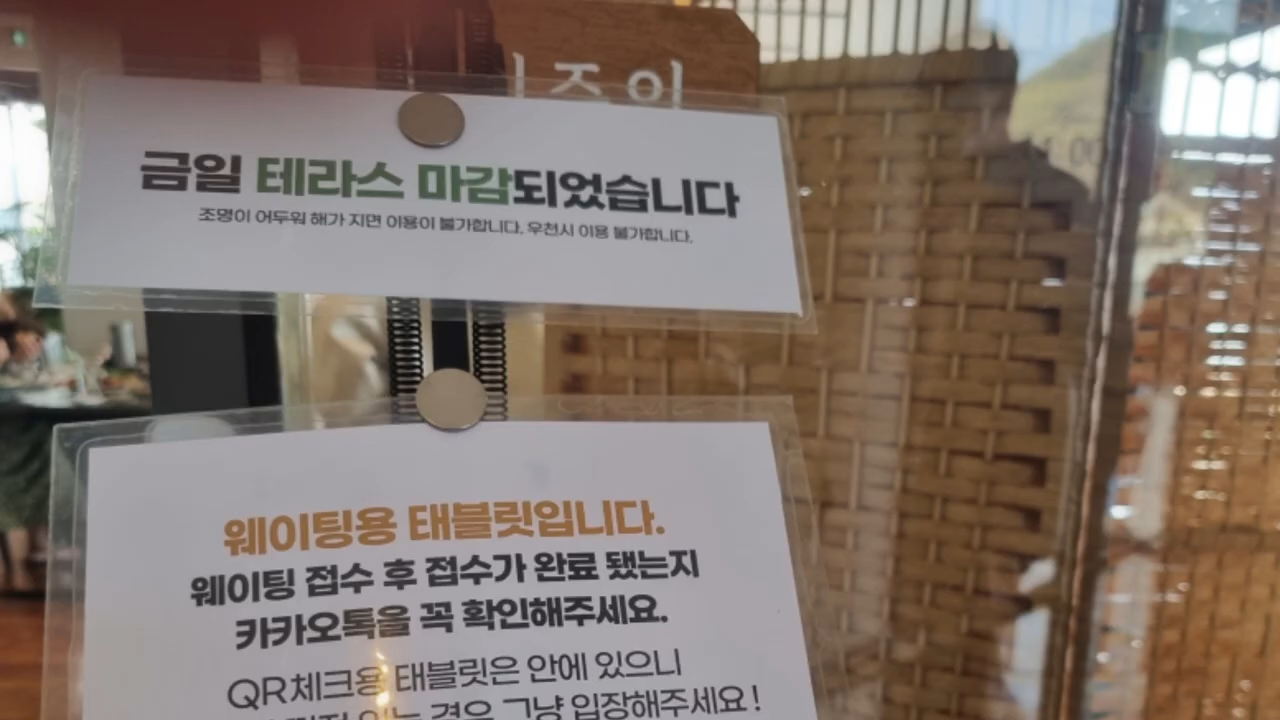 금일 테라스 마감되었습니다
조명이 어두워 해가 지면 이용이 불가합니다. 우천시 이용 불가합니다.
웨이팅용 태블릿입니다.
웨이팅 접수 후 접수가 완료 됐는지
카카오톡을 꼭 확인해주세요.
QR체크용 태블릿은 안에 있으니
그냥 입장해주세요!